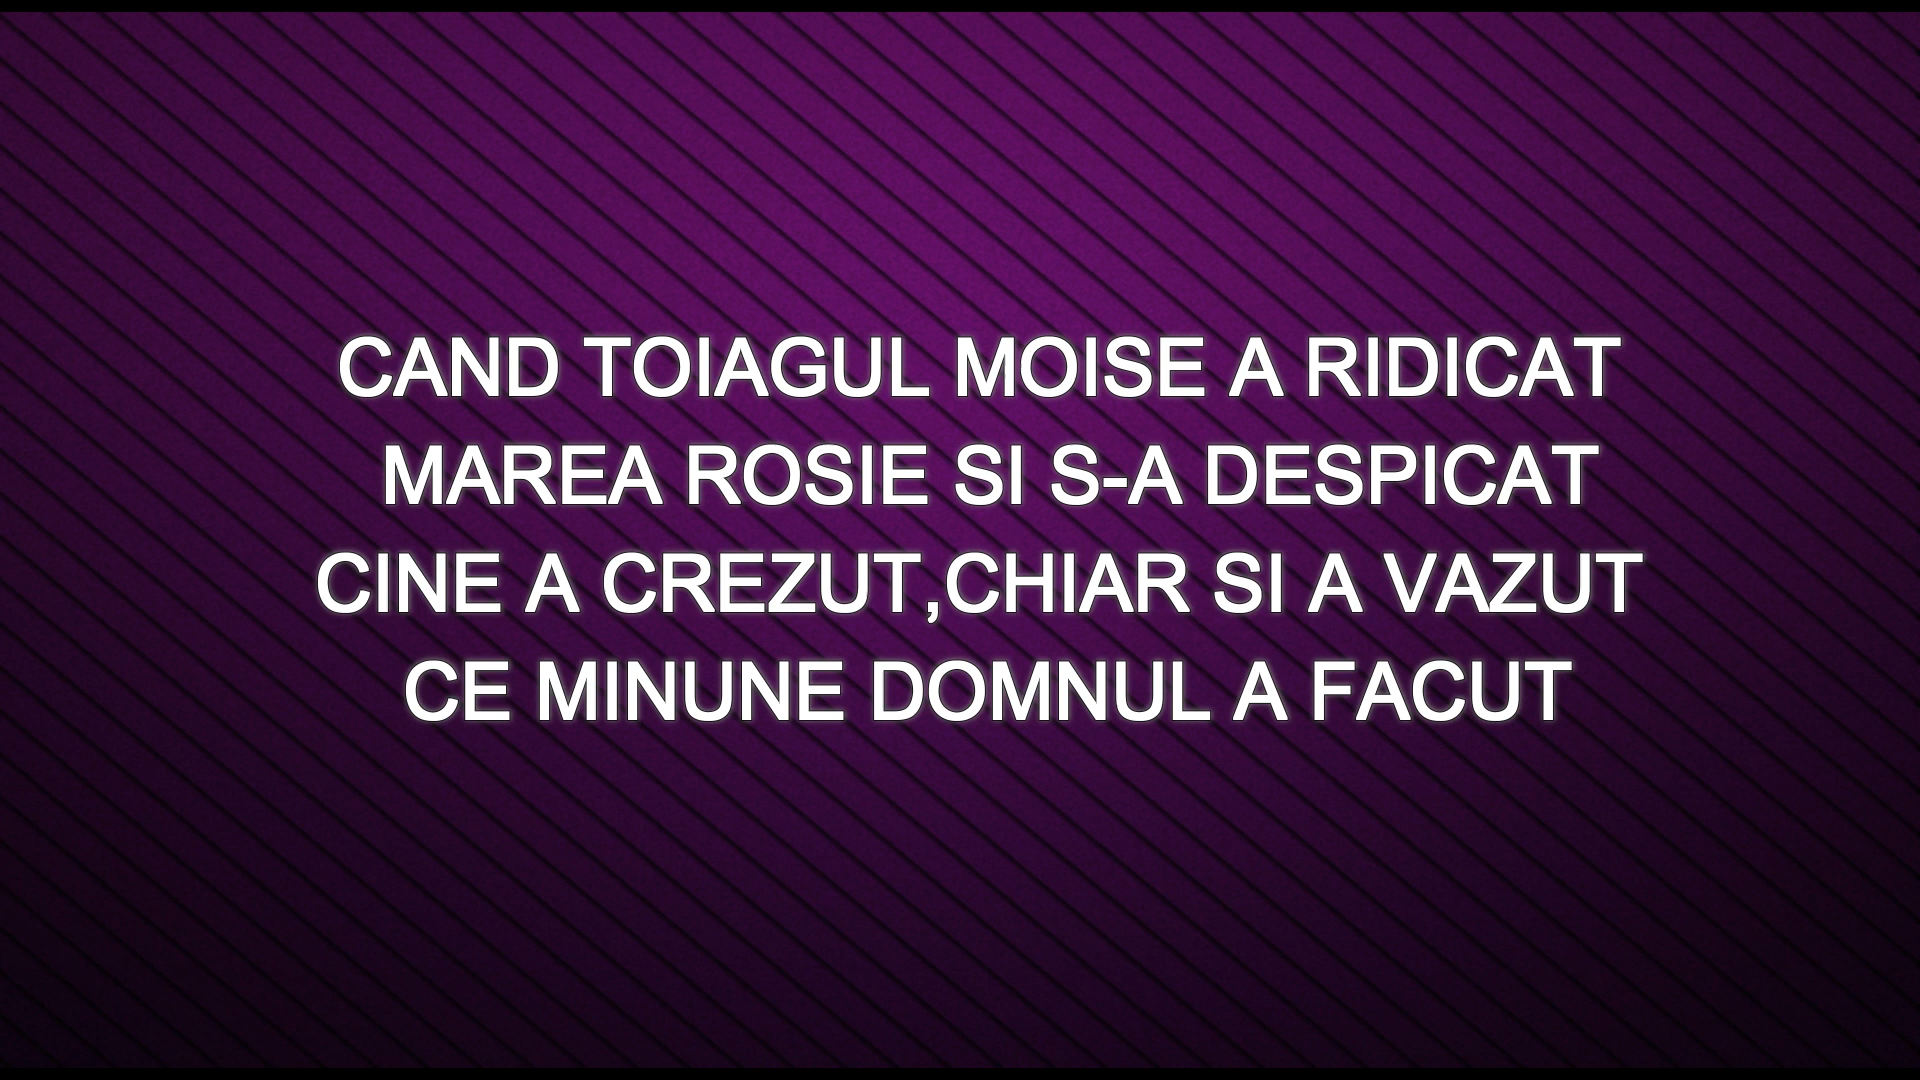 CAND TOIAGUL MOISE A RIDICAT
MAREA ROSIE SI S-A DESPICAT
CINE A CREZUT,CHIAR SI A VAZUT
CE MINUNE DOMNUL A FACUT